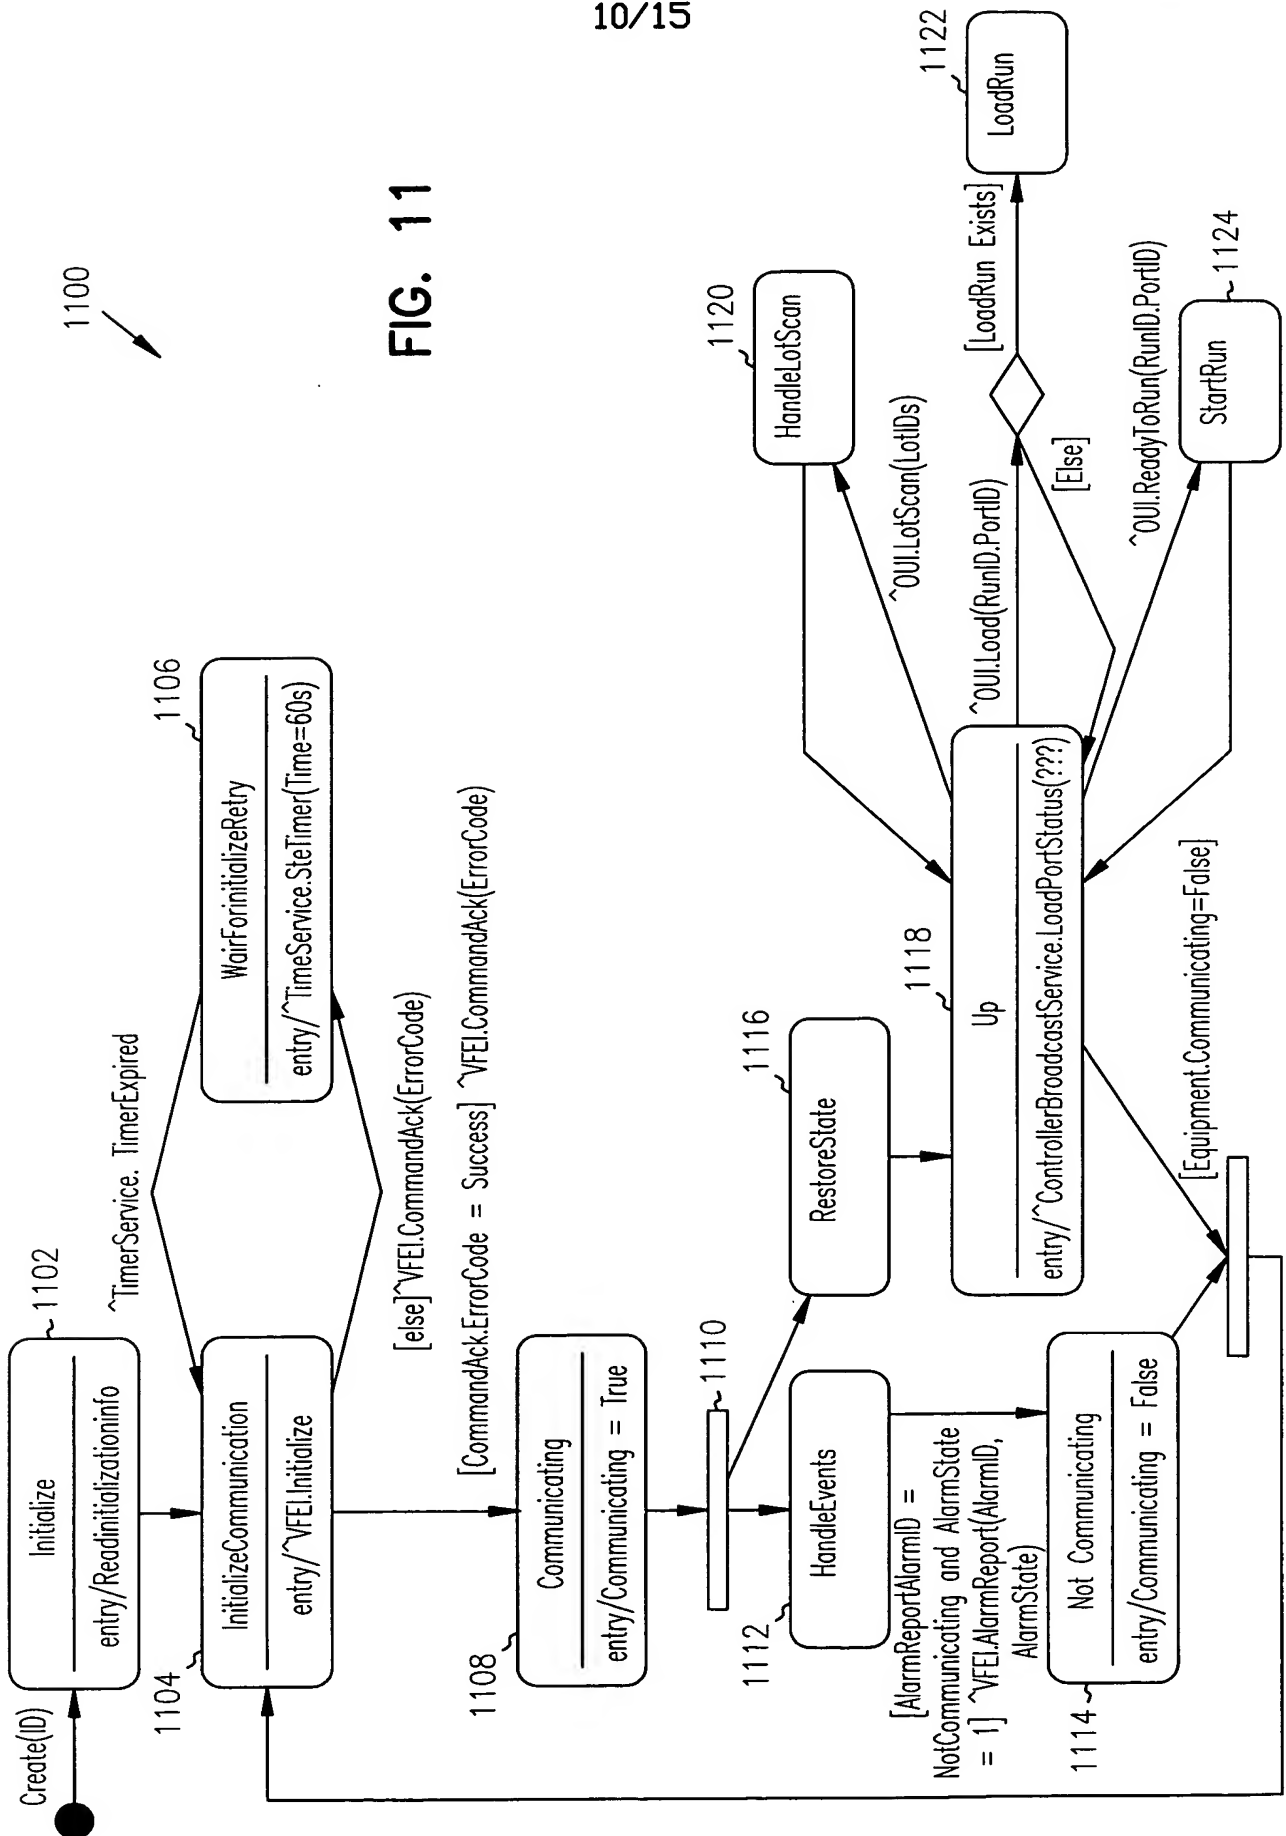 10/15
FIG. 11
1100
Create(ID)
Initialize
entry/Readinitializationinfo
1102
1104
InitializeCommunication
entry/^VFEI.Initialize
^TimerService. TimerExpired
1106
WairForinitializeRetry
entry/^TimeService.SteTimer(Time=60s)
[else]^VFEI.CommandAck(ErrorCode)
[CommandAck.ErrorCode = Success] ^VFEI.CommandAck(ErrorCode)
1108
Communicating
entry/Communicating = True
1110
1112
HandleEvents
[AlarmReportAlarmID =
NotCommunicating and AlarmState
= 1] ^VFEI.AlarmReport(AlarmID,
AlarmState)
1114
Not Communicating
entry/Communicating = False
1116
RestoreState
1118
Up
entry/^ControllerBroadcastService.LoadPortStatus(???)
[Equipment.Communicating=False]
1120
HandleLotScan
^OUI.LotScan(LotIDs)
^OUI.Load(RunID.PortID)
[LoadRun Exists]
[Else]
1122
LoadRun
^OUI.ReadyToRun(RunID.PortID)
1124
StartRun